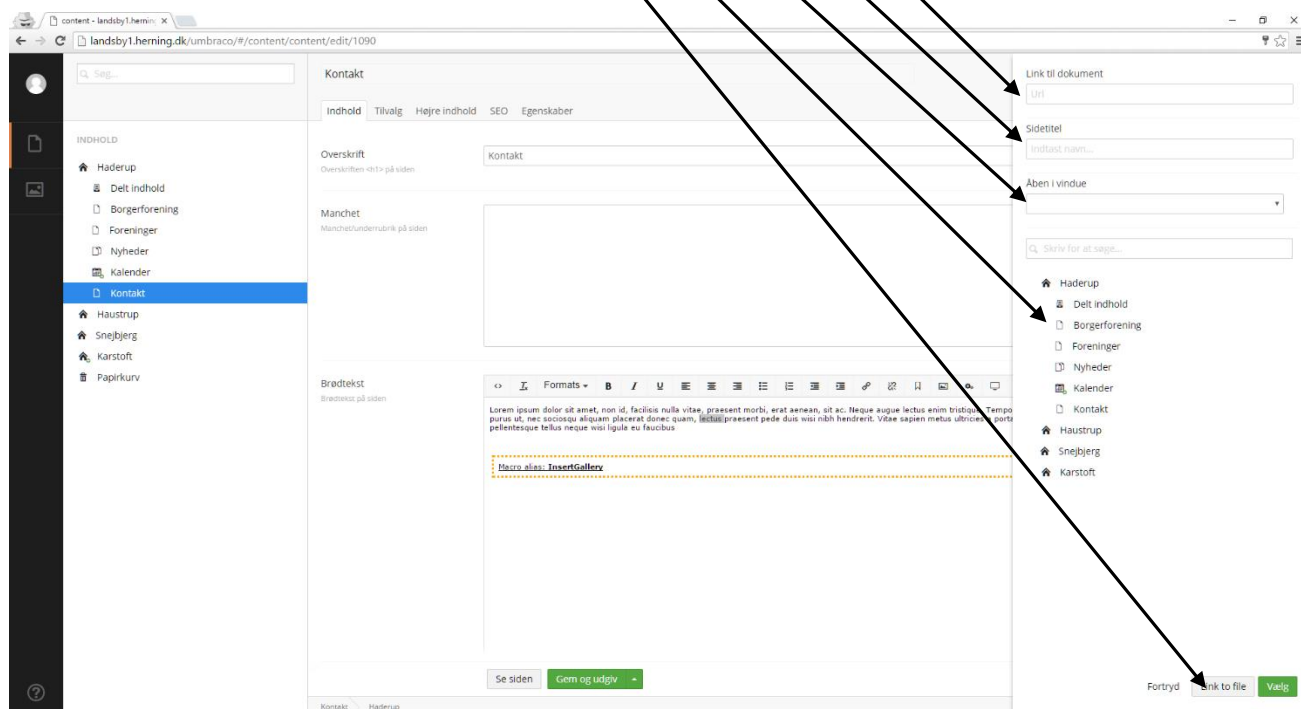 content - landsby1.herning
landsby1.herning.dk/umbraco/#/content/content/edit/1090
Søg...
INDHOLD
Haderup
Delt indhold
Borgerforening
Foreninger
Nyheder
Kalender
Kontakt
Haustrup
Snejbjerg
Karstoft
Papirkurv
Kontakt
Indhold Tilvalg Højre indhold SEO Egenskaber
Overskrift
Overskriften <h1> på siden
Kontakt
Manchet
Manchet/underrubrik på siden
Brødtekst
Brødtekst på siden
Formats B I U
Lorem ipsum dolor sit amet, non id, facilisis nulla vitae, praesent morbi, erat aenean, sit ac. Neque augue lectus enim tristique. Tempo
purus ut, nec sociosqu aliquam placerat donec quam, lectus praesent pede duis wisi nibh hendrerit. Vitae sapien metus ultricies a porta
pellentesque tellus neque wisi ligula eu faucibus
Macro alias: InsertGallery
Se siden Gem og udgiv
Kontakt Haderup
Link til dokument
Url
Sidetitel
Indtast navn...
Åben i vindue
Skriv for at søge...
Haderup
Delt indhold
Borgerforening
Foreninger
Nyheder
Kalender
Kontakt
Haustrup
Snejbjerg
Karstoft
Fortryd Link to file Vælg